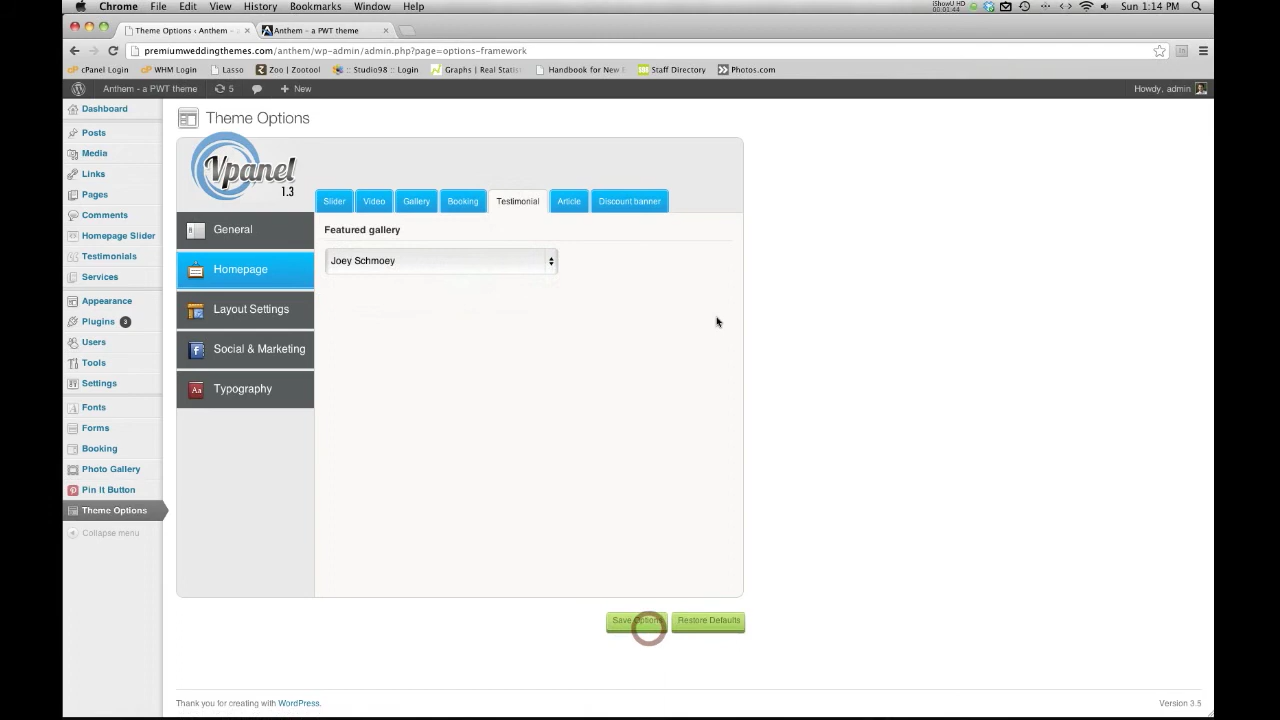 Chrome File Edit View History Bookmarks Window Help
iShowU HD
00:01:44
Sun 1:14 PM
Theme Options ‹ Anthem -
Anthem – a PWT theme
premiumweddingthemes.com/anthem/wp-admin/admin.php?page=options-framework
cPanel Login
WHM Login
Lasso
Zoo | Zootool
:: Studio98 :: Login
Graphs | Real Statis
Handbook for New
Staff Directory
Photos.com
Anthem - a PWT theme
5
New
Howdy, admin
Dashboard
Posts
Media
Links
Pages
Comments
Homepage Slider
Testimonials
Services
Appearance
Plugins 3
Users
Tools
Settings
Fonts
Forms
Booking
Photo Gallery
Pin It Button
Theme Options
Collapse menu
Theme Options
Vpanel
1.3
Slider
Video
Gallery
Booking
Testimonial
Article
Discount banner
General
Homepage
Layout Settings
Social & Marketing
Typography
Featured gallery
Joey Schmoey
Save Options
Restore Defaults
Thank you for creating with WordPress.
Version 3.5